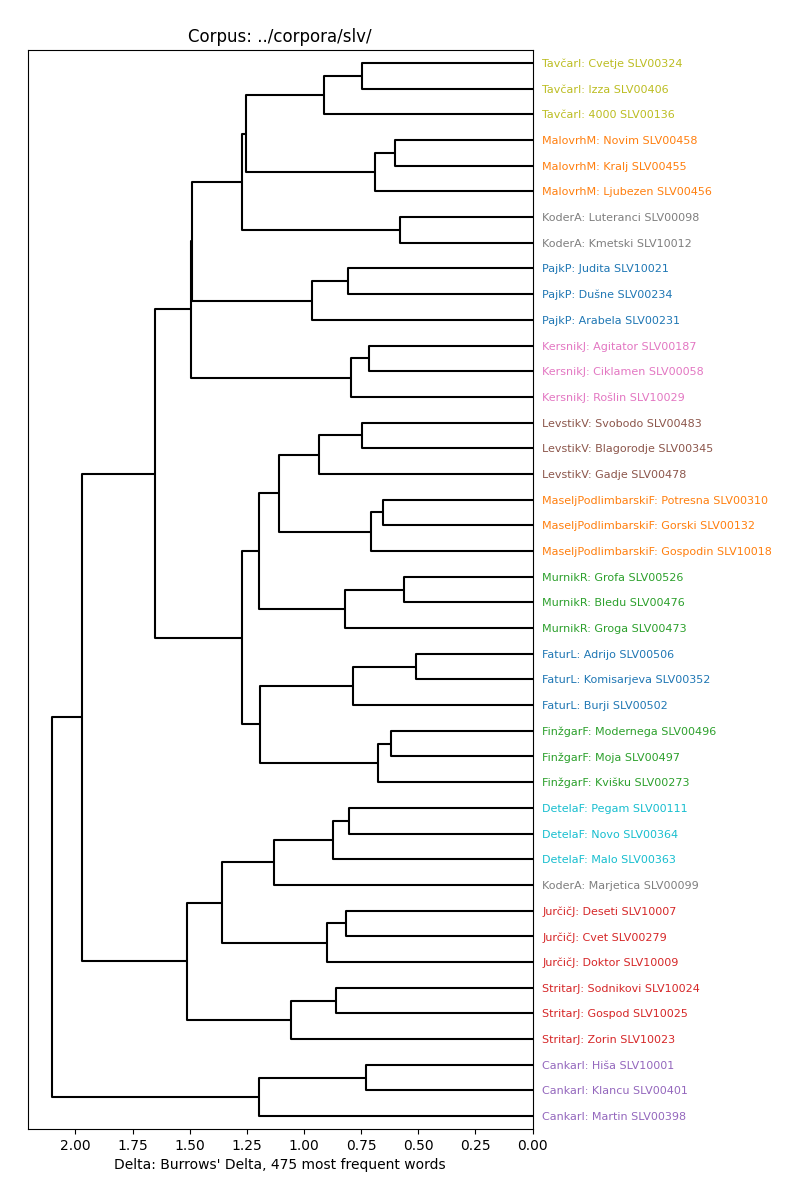 Corpus: ../corpora/slv/
TavčarI: Cvetje SLV00324
TavčarI: Izza SLV00406
TavčarI: 4000 SLV00136
MalovrhM: Novim SLV00458
MalovrhM: Kralj SLV00455
MalovrhM: Ljubezen SLV00456
KoderA: Luteranci SLV00098
KoderA: Kmetski SLV10012
PajkP: Judita SLV10021
PajkP: Dušne SLV00234
PajkP: Arabela SLV00231
KersnikJ: Agitator SLV00187
KersnikJ: Ciklamen SLV00058
KersnikJ: Rošlin SLV10029
LevstikV: Svobodo SLV00483
LevstikV: Blagorodje SLV00345
LevstikV: Gadje SLV00478
MaseljPodlimbarskiF: Potresna SLV00310
MaseljPodlimbarskiF: Gorski SLV00132
MaseljPodlimbarskiF: Gospodin SLV10018
MurnikR: Grofa SLV00526
MurnikR: Bledu SLV00476
MurnikR: Groga SLV00473
FaturL: Adrijo SLV00506
FaturL: Komisarjeva SLV00352
FaturL: Burji SLV00502
FinžgarF: Modernega SLV00496
FinžgarF: Moja SLV00497
FinžgarF: Kvišku SLV00273
DetelaF: Pegam SLV00111
DetelaF: Novo SLV00364
DetelaF: Malo SLV00363
KoderA: Marjetica SLV00099
JurčičJ: Deseti SLV10007
JurčičJ: Cvet SLV00279
JurčičJ: Doktor SLV10009
StritarJ: Sodnikovi SLV10024
StritarJ: Gospod SLV10025
StritarJ: Zorin SLV10023
CankarI: Hiša SLV10001
CankarI: Klancu SLV00401
CankarI: Martin SLV00398
2.00 1.75 1.50 1.25 1.00 0.75 0.50 0.25 0.00
Delta: Burrows' Delta, 475 most frequent words